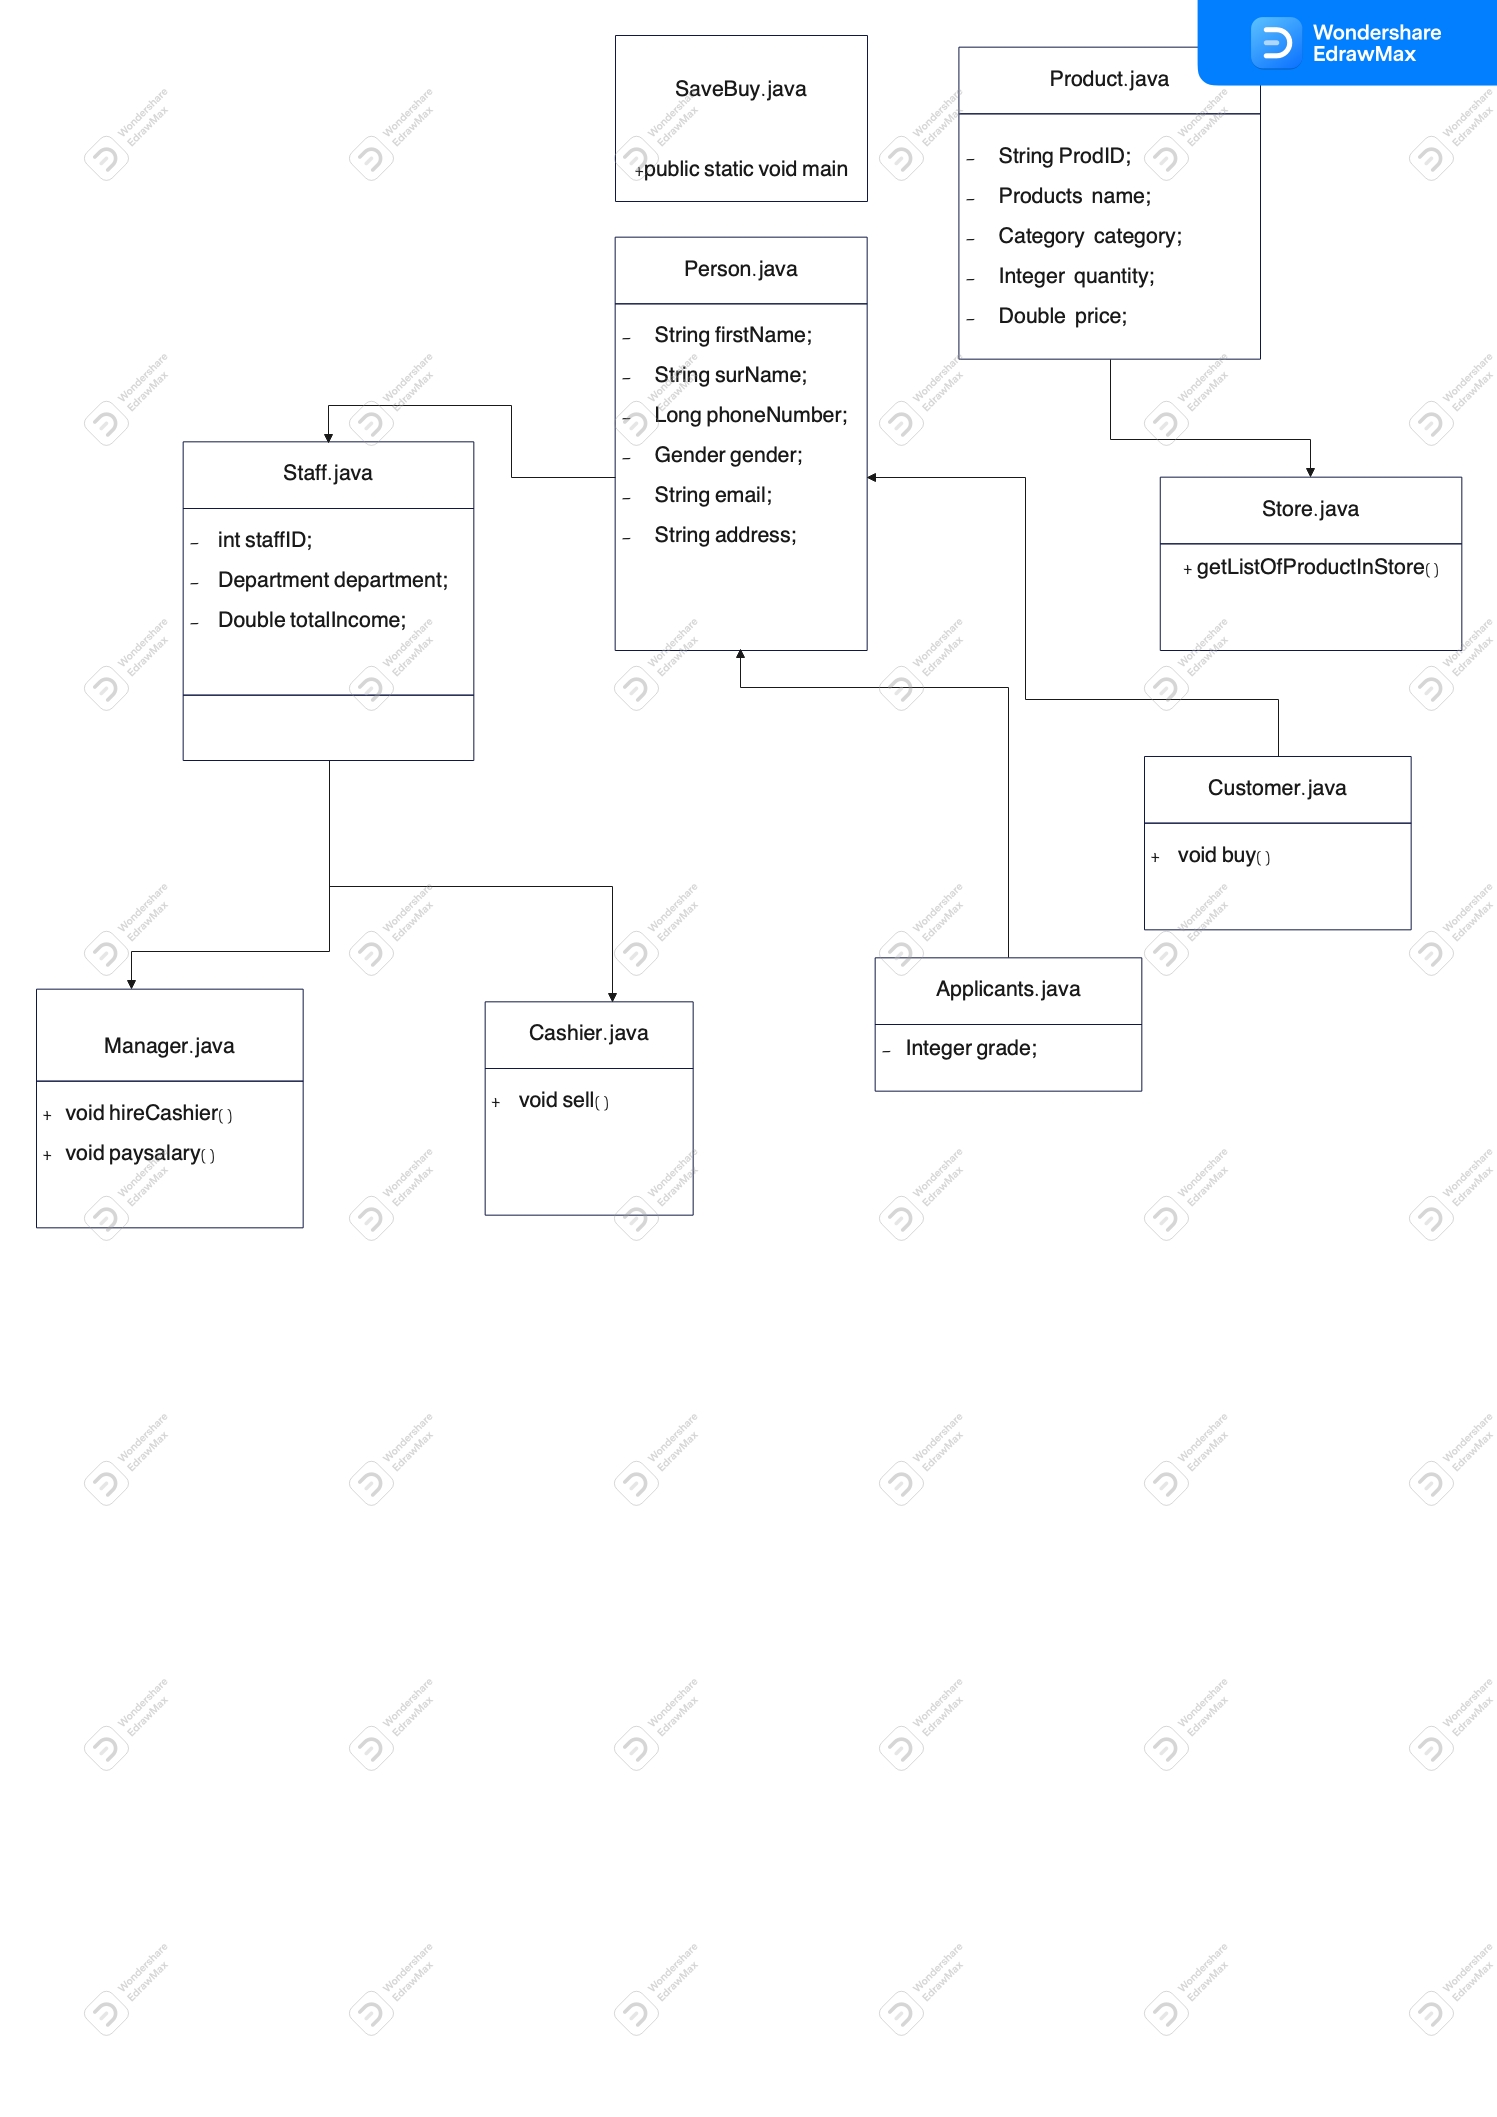 Wondershare
EdrawMax
SaveBuy.java
+public static void main
Product.java
- String ProdID;
- Products name;
- Category category;
- Integer quantity;
- Double price;
Person.java
- String firstName;
- String surName;
- Long phoneNumber;
- Gender gender;
- String email;
- String address;
Staff.java
- int staffID;
- Department department;
- Double totalIncome;
Store.java
+ getListOfProductInStore()
Customer.java
+ void buy()
Applicants.java
- Integer grade;
Manager.java
+ void hireCashier()
+ void paysalary()
Cashier.java
+ void sell()